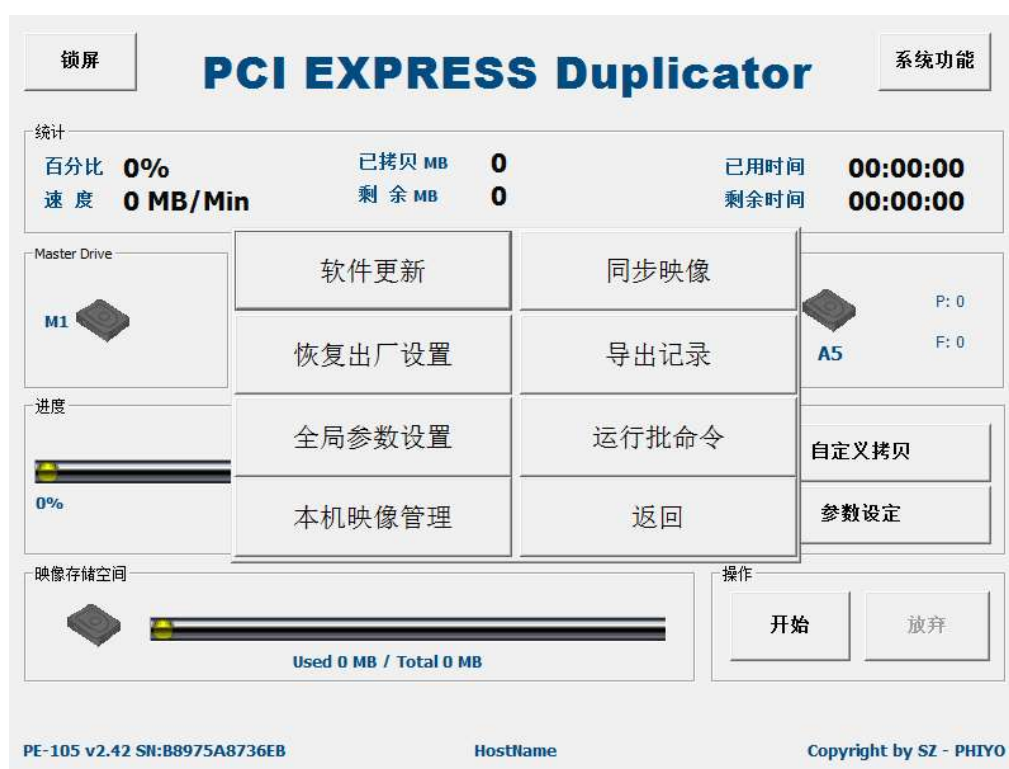 锁屏
PCI EXPRESS Duplicator
系统功能
统计
百分比 0% 已拷贝 MB 0 已用时间 00:00:00
速 度 0 MB/Min 剩 余 MB 0 剩余时间 00:00:00
Master Drive
M1
软件更新 同步映像
P: 0
A5 F: 0
恢复出厂设置 导出记录
进度
全局参数设置 运行批命令
自定义拷贝
0%
本机映像管理 返回
参数设定
映像存储空间
Used 0 MB / Total 0 MB
操作
开始 放弃
PE-105 v2.42 SN:B8975A8736EB HostName Copyright by SZ - PHIYO